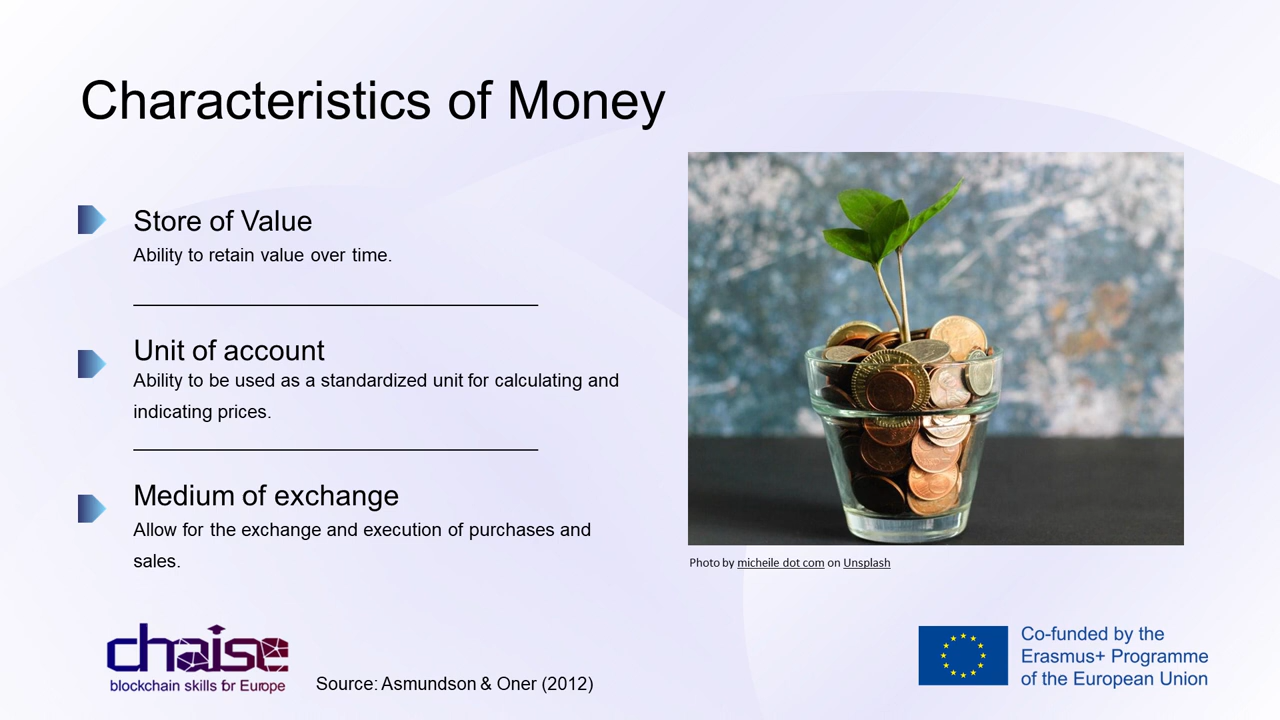 Characteristics of Money
Store of Value
Ability to retain value over time.
Unit of account
Ability to be used as a standardized unit for calculating and
indicating prices.
Medium of exchange
Allow for the exchange and execution of purchases and
sales.
Photo by micheile dot com on Unsplash
chaise
blockchain skills for Europe
Source: Asmundson & Oner (2012)
Co-funded by the
Erasmus+ Programme
of the European Union